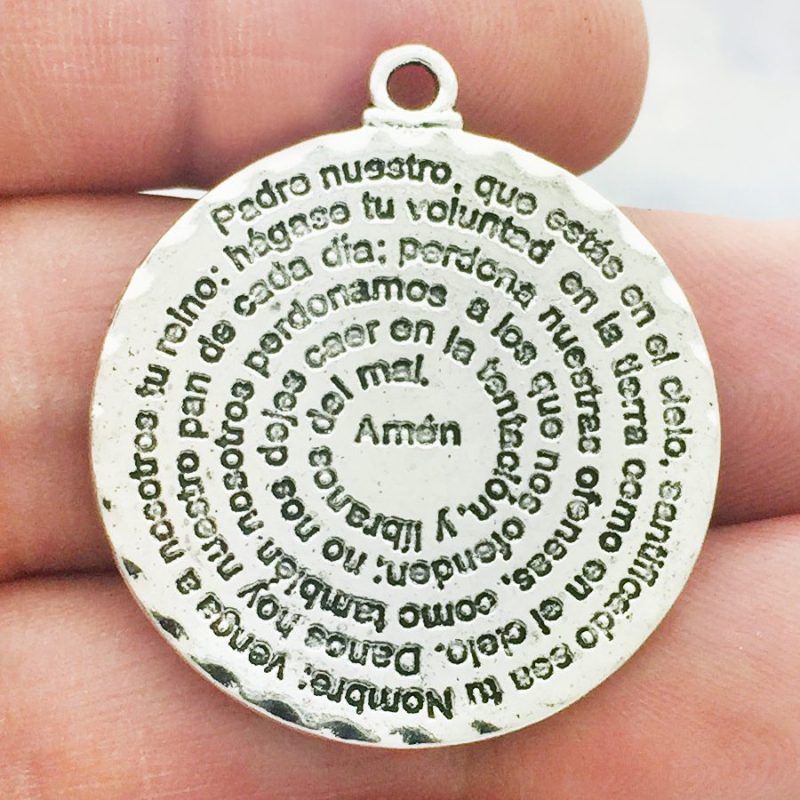 Padre nuestro, que estás en el cielo, santificado sea tu Nombre; venga a nosotros tu reino; hágase tu voluntad en la tierra como en el cielo. Danos hoy nuestro pan de cada día; perdona nuestras ofensas, como también nosotros perdonamos a los que nos ofenden; no nos dejes caer en la tentación, y líbranos del mal.
Amén